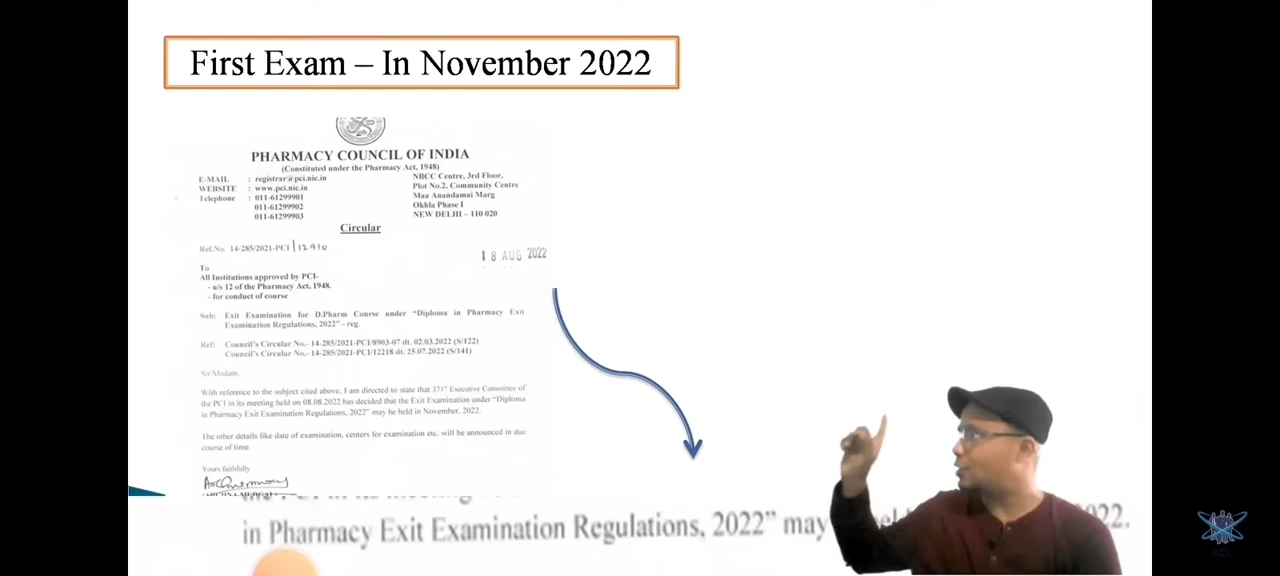 First Exam – In November 2022
PHARMACY COUNCIL OF INDIA
(Constituted under the Pharmacy Act, 1948)
E-MAIL : registrar@pci.nic.in
WEBSITE : www.pci.nic.in
Telephone : 011-61299901
011-61299902
011-61299903
NBCC Centre, 3rd Floor,
Plot No.2, Community Centre
Maa Anandamai Marg
Okhla Phase I
NEW DELHI – 110 020
Circular
Ref.No. 14-285/2021-PCI/12910
18 AUG 2022
To
All Institutions approved by PCI-
- u/s 12 of the Pharmacy Act, 1948.
- for conduct of course
Sub: Exit Examination for D.Pharm Course under "Diploma in Pharmacy Exit
Examination Regulations, 2022" - reg.
Ref: Council's Circular No.- 14-285/2021-PCI/8903-07 dt. 02.03.2022 (S/122)
Council's Circular No.- 14-285/2021-PCI/12218 dt. 25.07.2022 (S/141)
Sir/Madam,
With reference to the subject cited above, I am directed to state that 371st Executive Committee of
the PCI in its meeting held on 08.08.2022 has decided that the Exit Examination under "Diploma
in Pharmacy Exit Examination Regulations, 2022" may be held in November, 2022.
The other details like date of examination, centers for examination etc. will be announced in due
course of time.
Yours faithfully
in Pharmacy Exit Examination Regulations, 2022" may 022.
KCL